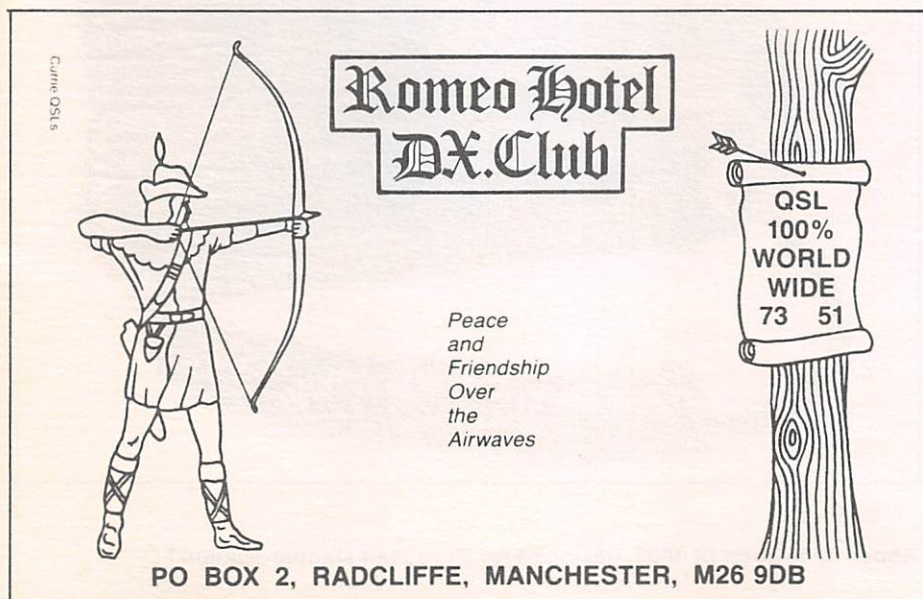 Currie QSLs
Romeo Hotel
DX.Club
QSL
100%
WORLD
WIDE
73 51
Peace
and
Friendship
Over
the
Airwaves
PO BOX 2, RADCLIFFE, MANCHESTER, M26 9DB